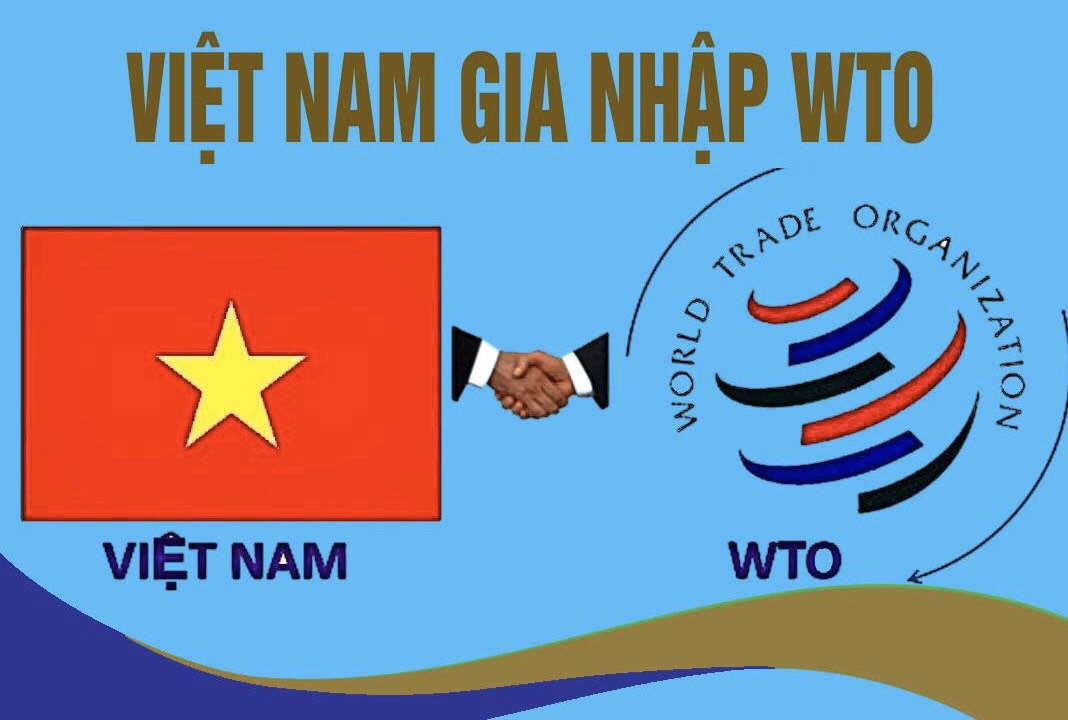 VIỆT NAM GIA NHẬP WTO
WORLD TRADE ORGANIZATION
VIỆT NAM
WTO